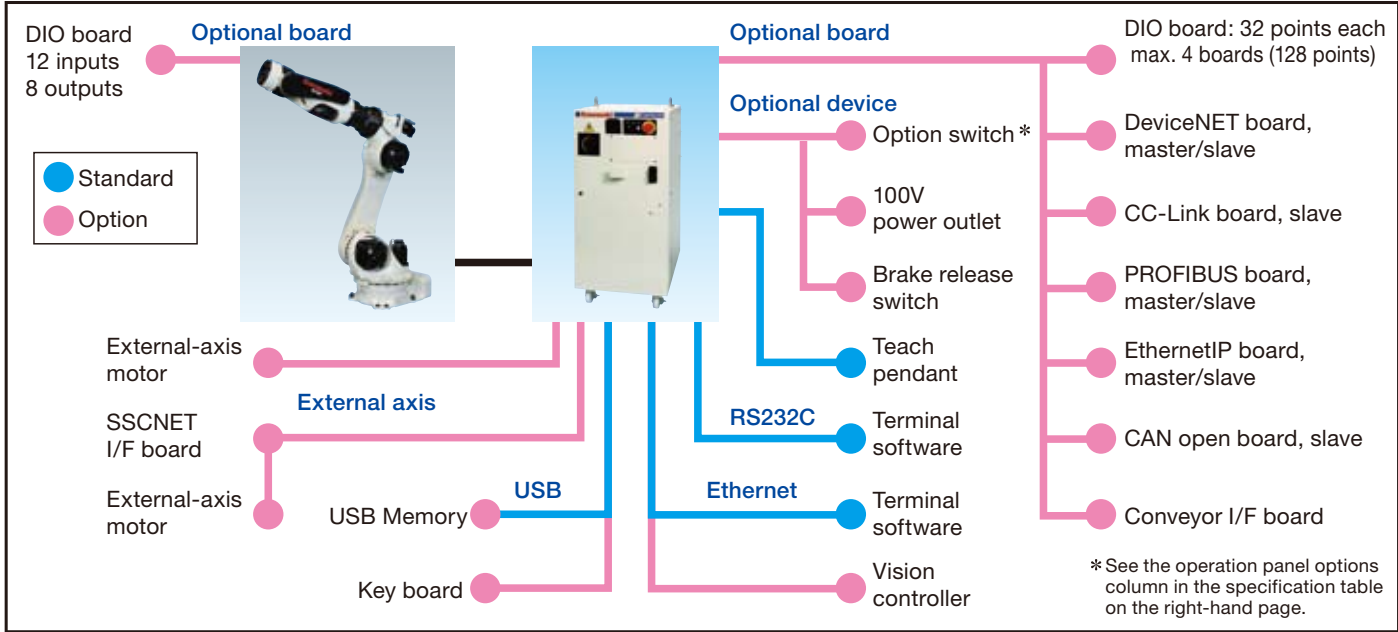 DIO board
12 inputs
8 outputs
Optional board
Standard
Option
Optional board
DIO board: 32 points each
max. 4 boards (128 points)
Optional device
Option switch*
100V
power outlet
Brake release
switch
DeviceNET board,
master/slave
CC-Link board, slave
PROFIBUS board,
master/slave
EthernetIP board,
master/slave
CAN open board, slave
Conveyor I/F board
Teach
pendant
RS232C
Terminal
software
Ethernet
Terminal
software
Vision
controller
External-axis
motor
External axis
SSCNET
I/F board
External-axis
motor
USB
USB Memory
Key board
* See the operation panel options
column in the specification table
on the right-hand page.